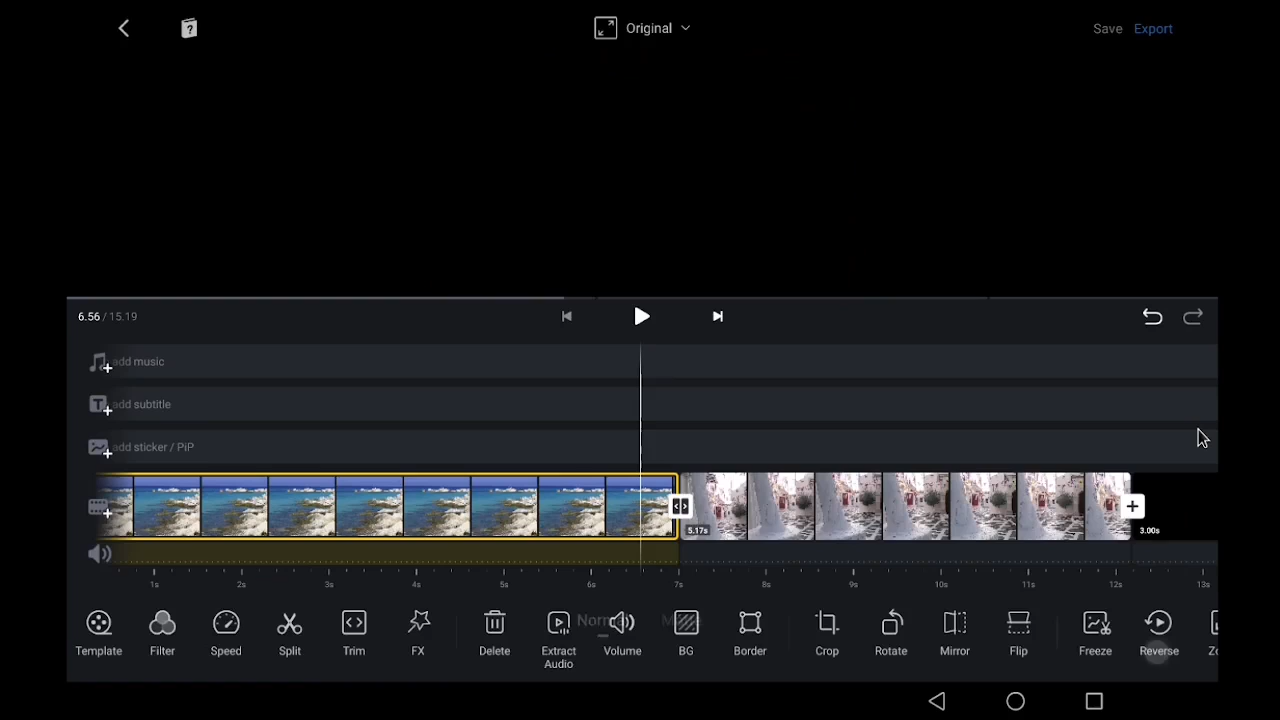 Original
Save Export
6.56 / 15.19
add music
add subtitle
add sticker / PiP
5.17s
3.00s
1s 2s 3s 4s 5s 6s 7s 8s 9s 10s 11s 12s 13s
Template Filter Speed Split Trim FX Delete Extract Audio Volume BG Border Crop Rotate Mirror Flip Freeze Reverse